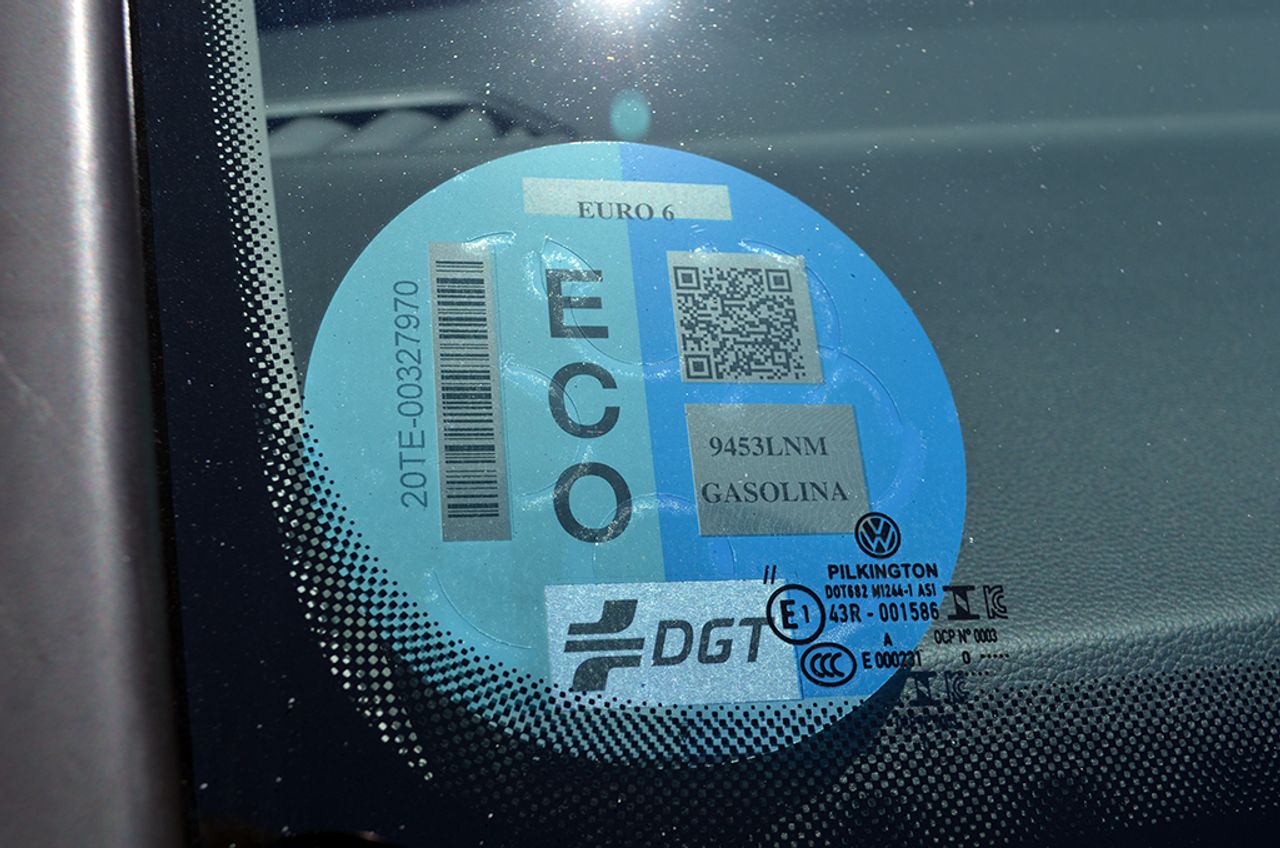 EURO 6
20TE-00327970
ECO
9453LNM
GASOLINA
DGT
PILKINGTON
DOT682 M1244-1 AS1
E1 43R - 001586
A
OCP N° 0003
CCC E 000231 0 .....